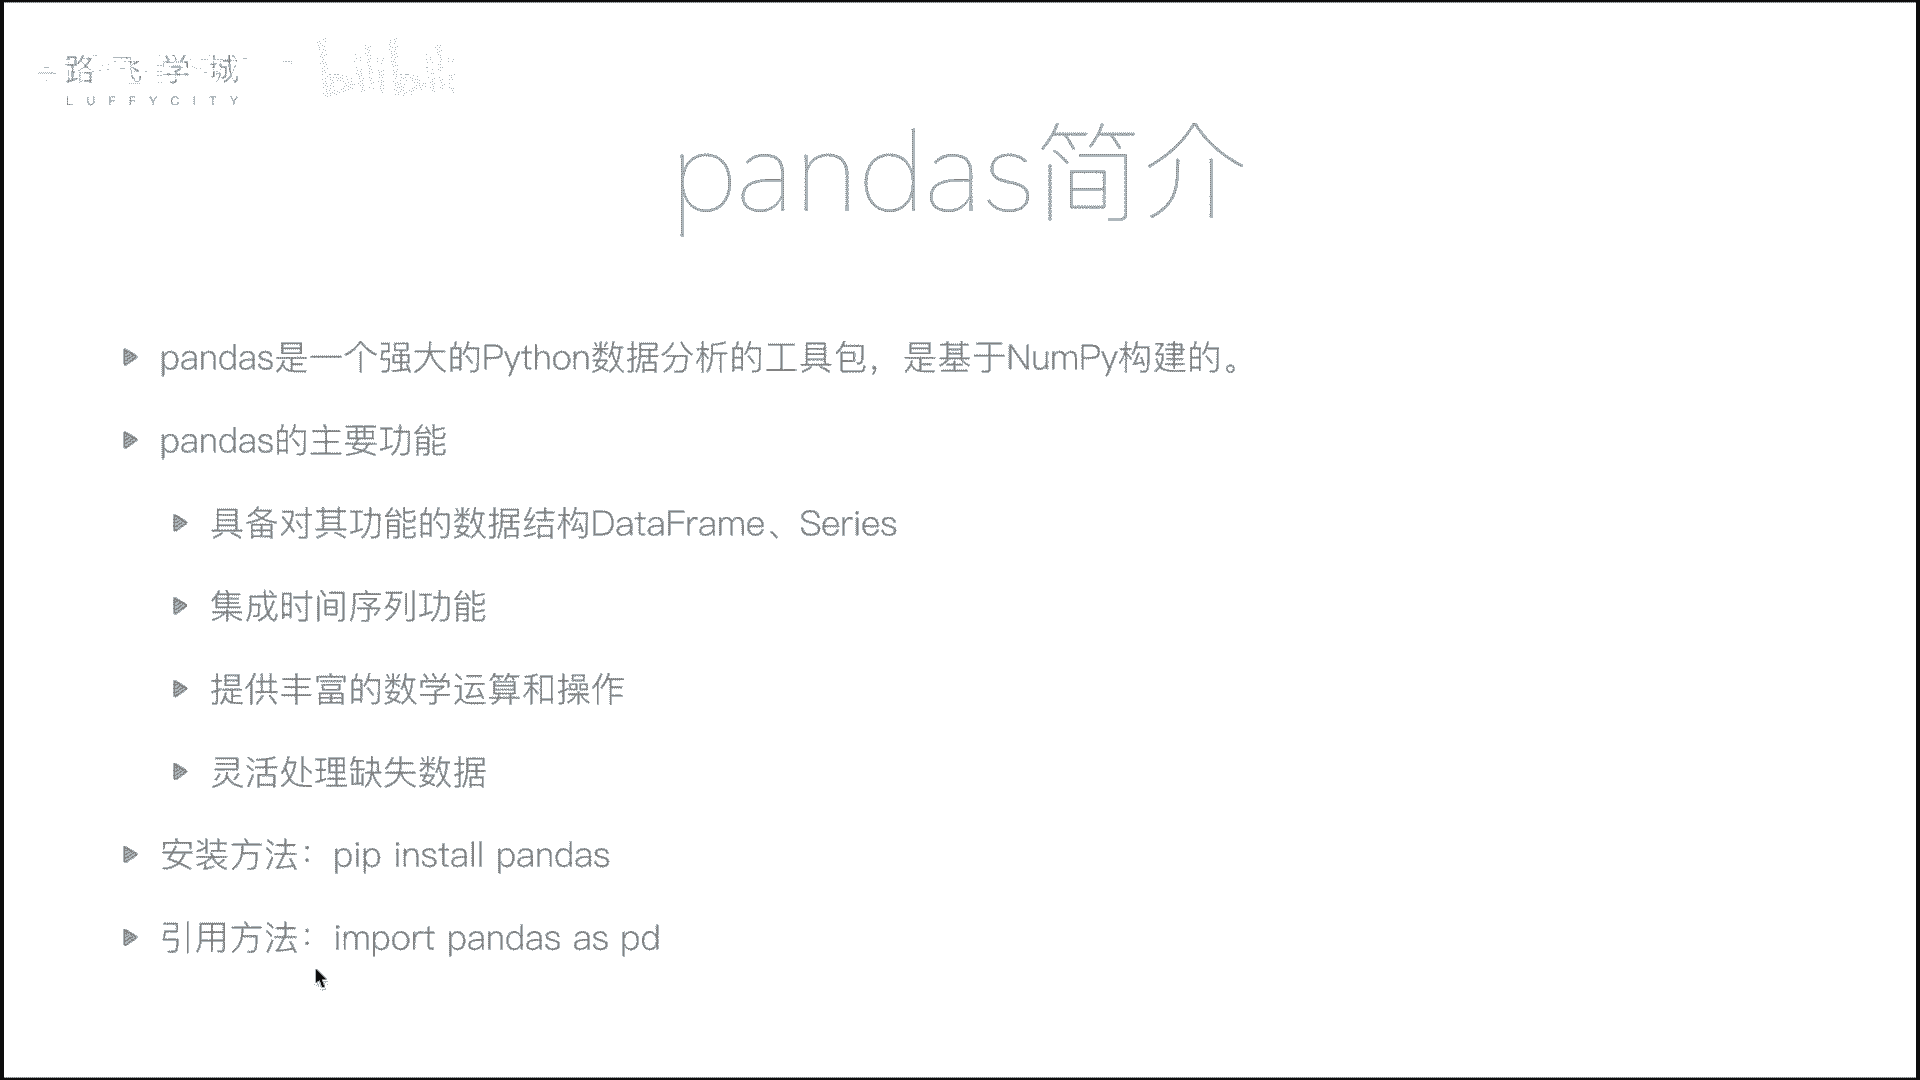 路飞学城
LUFFYCITY
bilibili
pandas简介
pandas是一个强大的Python数据分析的工具包，是基于NumPy构建的。
pandas的主要功能
具备对其功能的数据结构DataFrame、Series
集成时间序列功能
提供丰富的数学运算和操作
灵活处理缺失数据
安装方法：pip install pandas
引用方法：import pandas as pd